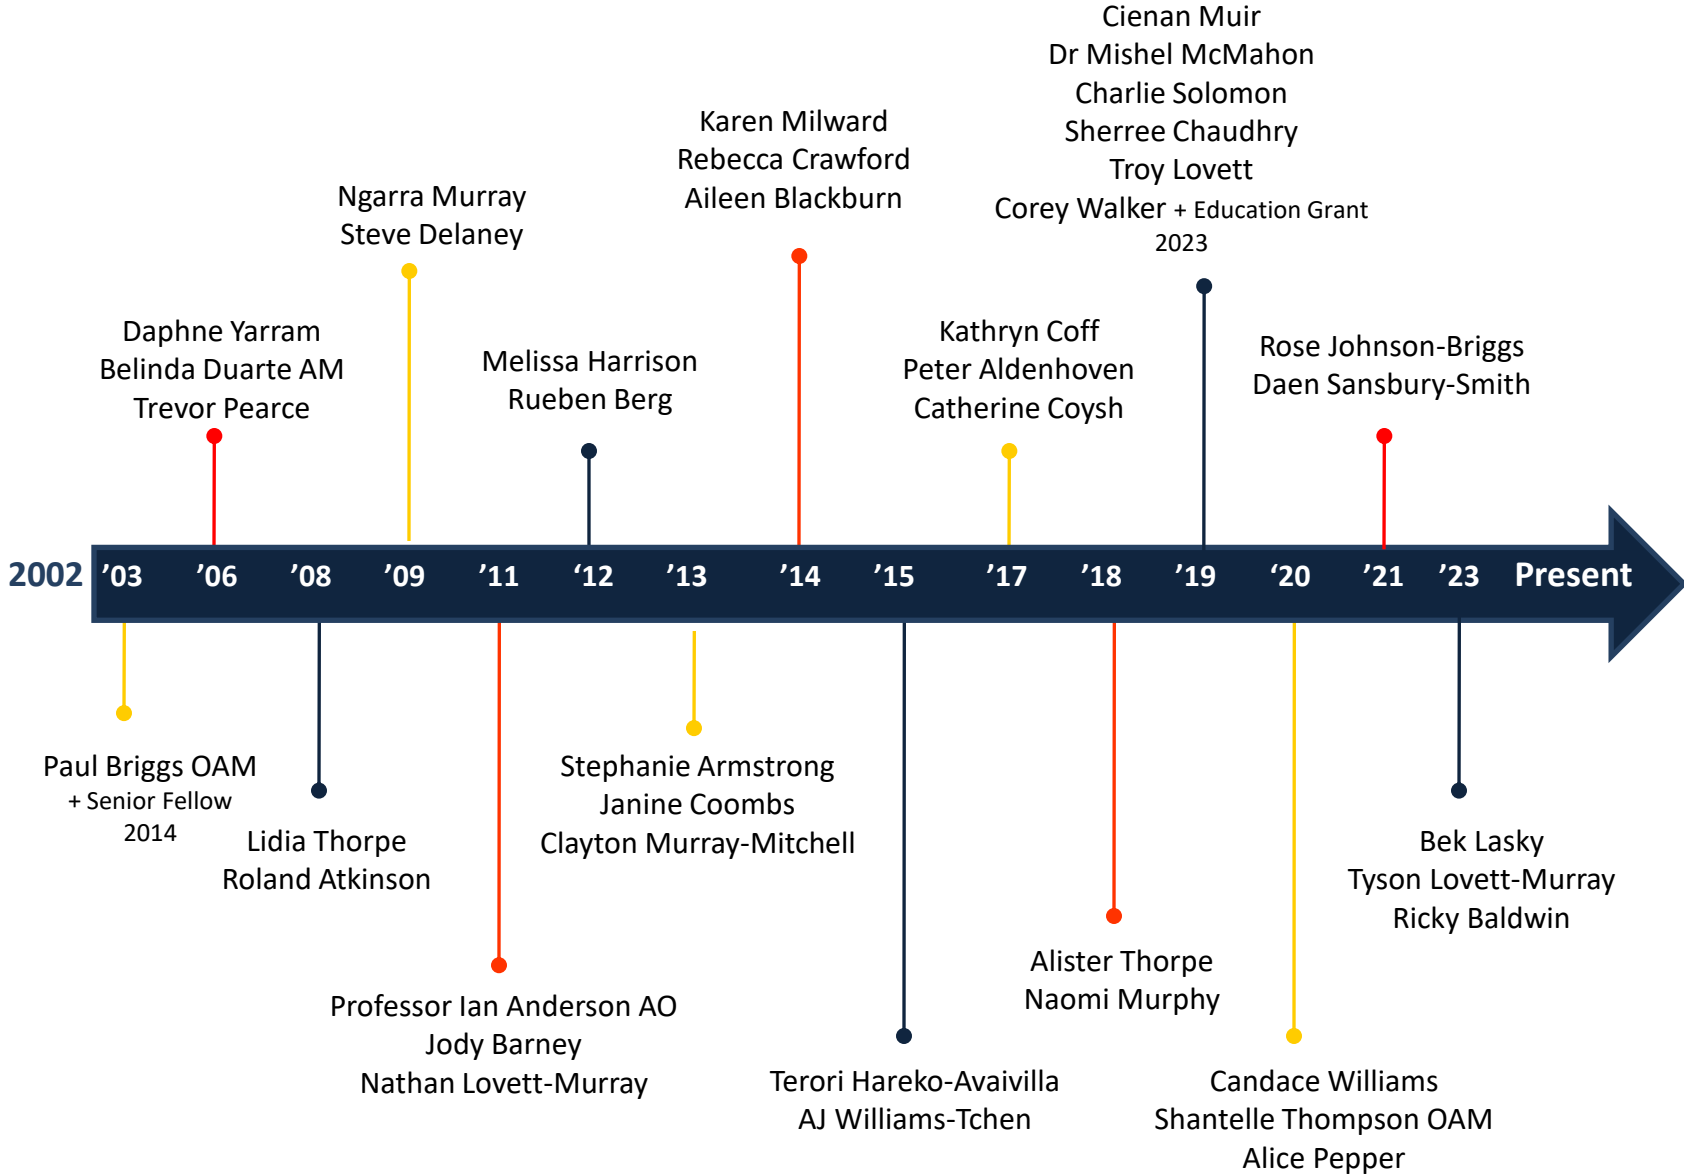 Cienan Muir
Dr Mishel McMahon
Charlie Solomon
Sherree Chaudhry
Troy Lovett
Corey Walker + Education Grant
2023
Karen Milward
Rebecca Crawford
Aileen Blackburn
Ngarra Murray
Steve Delaney
Daphne Yarram
Belinda Duarte AM
Trevor Pearce
Melissa Harrison
Rueben Berg
Kathryn Coff
Peter Aldenhoven
Catherine Coysh
Rose Johnson-Briggs
Daen Sansbury-Smith
2002 ’03 ’06 ’08 ’09 ’11 ‘12 ’13 ’14 ’15 ’17 ’18 ’19 ‘20 ’21 ’23 Present
Paul Briggs OAM
+ Senior Fellow
2014
Lidia Thorpe
Roland Atkinson
Professor Ian Anderson AO
Jody Barney
Nathan Lovett-Murray
Stephanie Armstrong
Janine Coombs
Clayton Murray-Mitchell
Terori Hareko-Avaivilla
AJ Williams-Tchen
Alister Thorpe
Naomi Murphy
Candace Williams
Shantelle Thompson OAM
Alice Pepper
Bek Lasky
Tyson Lovett-Murray
Ricky Baldwin